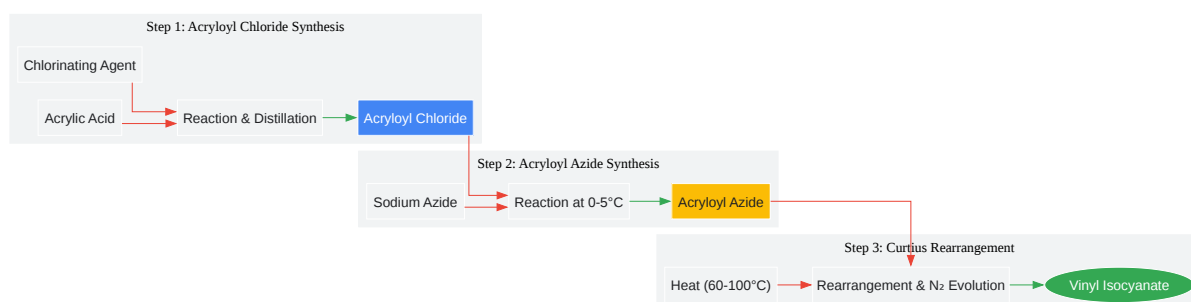 Step 1: Acryloyl Chloride Synthesis
Chlorinating Agent
Acrylic Acid
Reaction & Distillation
Acryloyl Chloride
Step 2: Acryloyl Azide Synthesis
Sodium Azide
Reaction at 0-5°C
Acryloyl Azide
Step 3: Curtius Rearrangement
Heat (60-100°C)
Rearrangement & N₂ Evolution
Vinyl Isocyanate